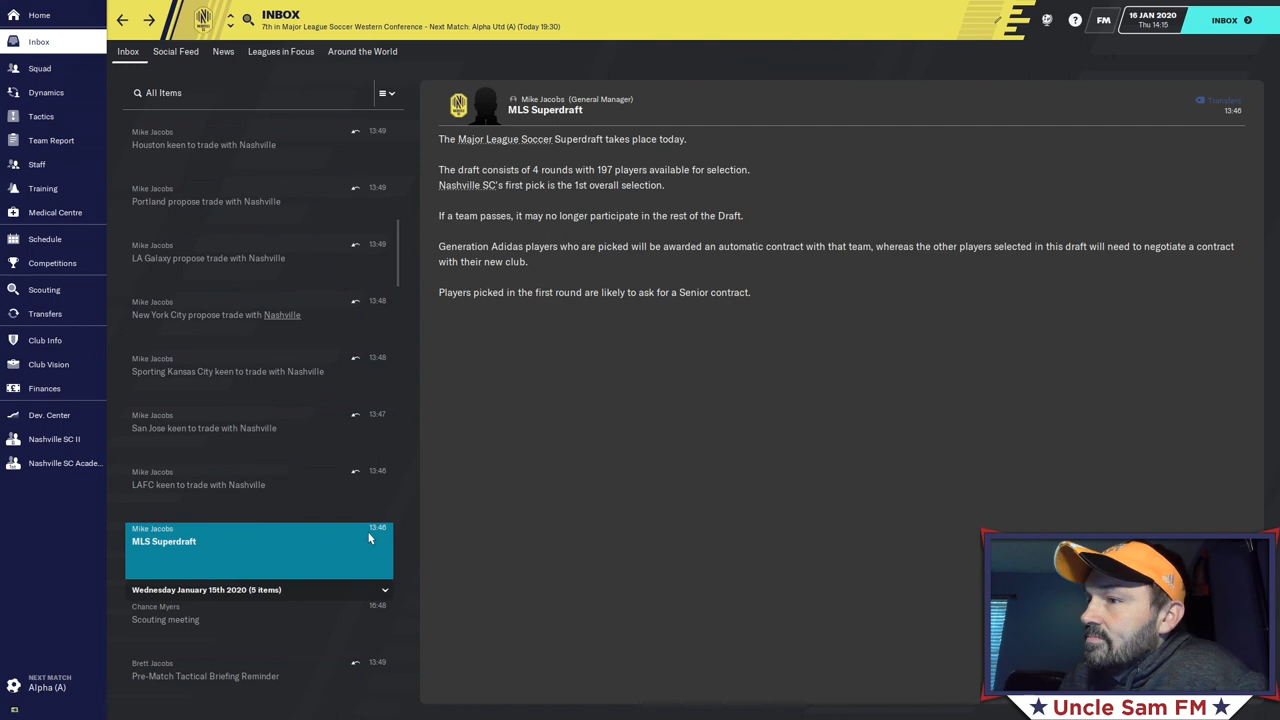 Home
Inbox
Squad
Dynamics
Tactics
Team Report
Staff
Training
Medical Centre
Schedule
Competitions
Scouting
Transfers
Club Info
Club Vision
Finances
Dev. Center
Nashville SC II
Nashville SC Acade...
NEXT MATCH
Alpha (A)
INBOX
7th in Major League Soccer Western Conference - Next Match: Alpha Utd (A) (Today 19:30)
FM
16 JAN 2020
Thu 14:15
INBOX
Inbox Social Feed News Leagues in Focus Around the World
All Items
Mike Jacobs 13:49
Houston keen to trade with Nashville
Mike Jacobs 13:49
Portland propose trade with Nashville
Mike Jacobs 13:49
LA Galaxy propose trade with Nashville
Mike Jacobs 13:48
New York City propose trade with Nashville
Mike Jacobs 13:48
Sporting Kansas City keen to trade with Nashville
Mike Jacobs 13:47
San Jose keen to trade with Nashville
Mike Jacobs 13:46
LAFC keen to trade with Nashville
Mike Jacobs 13:46
MLS Superdraft
Wednesday January 15th 2020 (5 items)
Chance Myers 16:48
Scouting meeting
Brett Jacobs 13:49
Pre-Match Tactical Briefing Reminder
Mike Jacobs (General Manager)
MLS Superdraft
Transfers
13:46
The Major League Soccer Superdraft takes place today.
The draft consists of 4 rounds with 197 players available for selection.
Nashville SC's first pick is the 1st overall selection.
If a team passes, it may no longer participate in the rest of the Draft.
Generation Adidas players who are picked will be awarded an automatic contract with that team, whereas the other players selected in this draft will need to negotiate a contract
with their new club.
Players picked in the first round are likely to ask for a Senior contract.
Uncle Sam FM